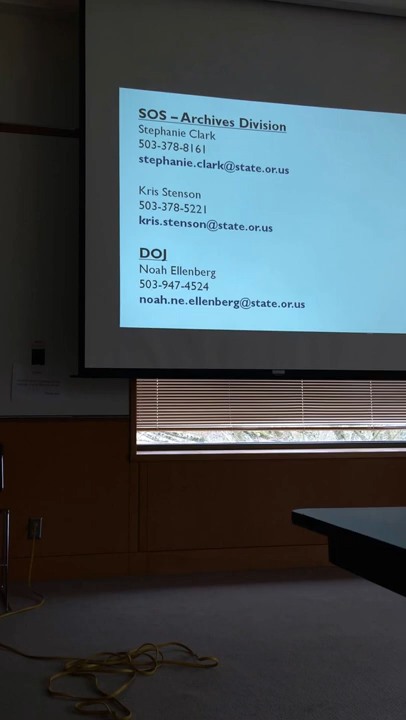 SOS – Archives Division
Stephanie Clark
503-378-8161
stephanie.clark@state.or.us
Kris Stenson
503-378-5221
kris.stenson@state.or.us
DOJ
Noah Ellenberg
503-947-4524
noah.ne.ellenberg@state.or.us